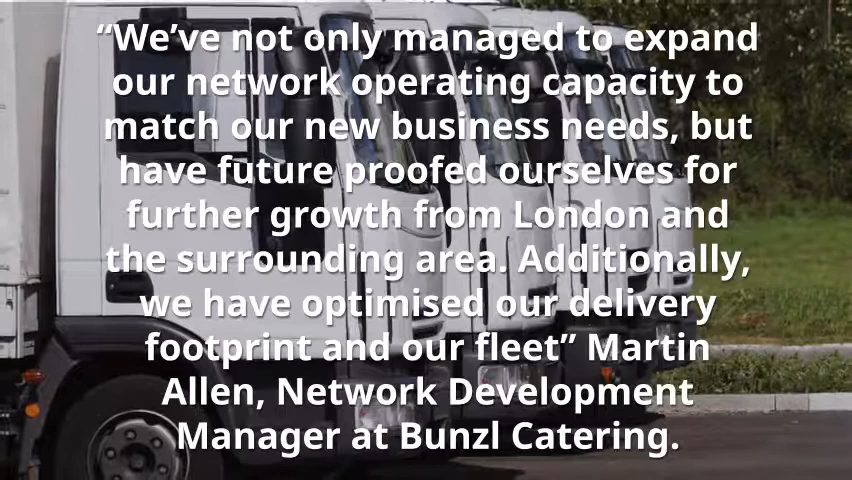 “We’ve not only managed to expand
our network operating capacity to
match our new business needs, but
have future proofed ourselves for
further growth from London and
the surrounding area. Additionally,
we have optimised our delivery
footprint and our fleet” Martin
Allen, Network Development
Manager at Bunzl Catering.